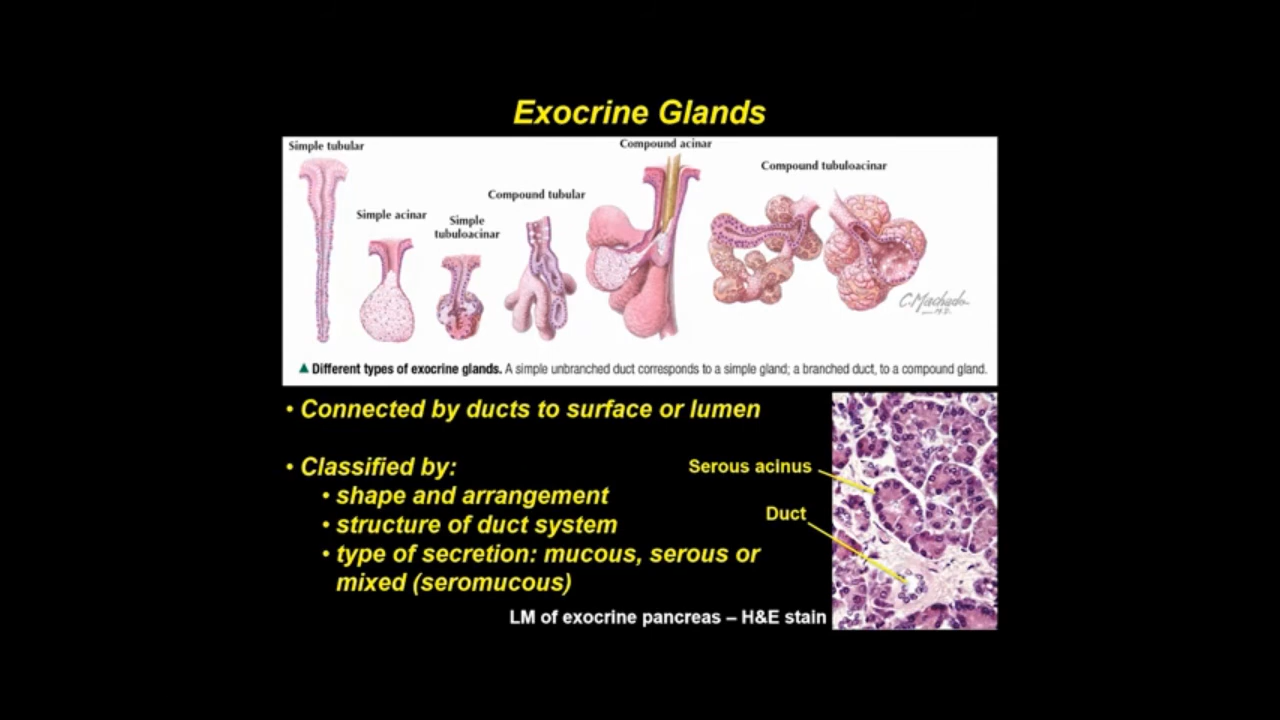 Exocrine Glands
Simple tubular
Simple acinar
Simple
tubuloacinar
Compound tubular
Compound acinar
Compound tubuloacinar
C.Machado
M.D.
▲ Different types of exocrine glands. A simple unbranched duct corresponds to a simple gland; a branched duct, to a compound gland.
• Connected by ducts to surface or lumen
• Classified by:
• shape and arrangement
• structure of duct system
• type of secretion: mucous, serous or
mixed (seromucous)
Serous acinus
Duct
LM of exocrine pancreas – H&E stain